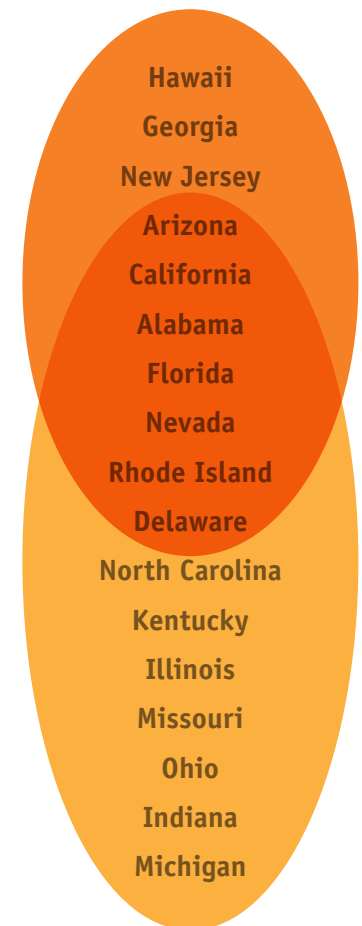 Hawaii
Georgia
New Jersey
Arizona
California
Alabama
Florida
Nevada
Rhode Island
Delaware
North Carolina
Kentucky
Illinois
Missouri
Ohio
Indiana
Michigan